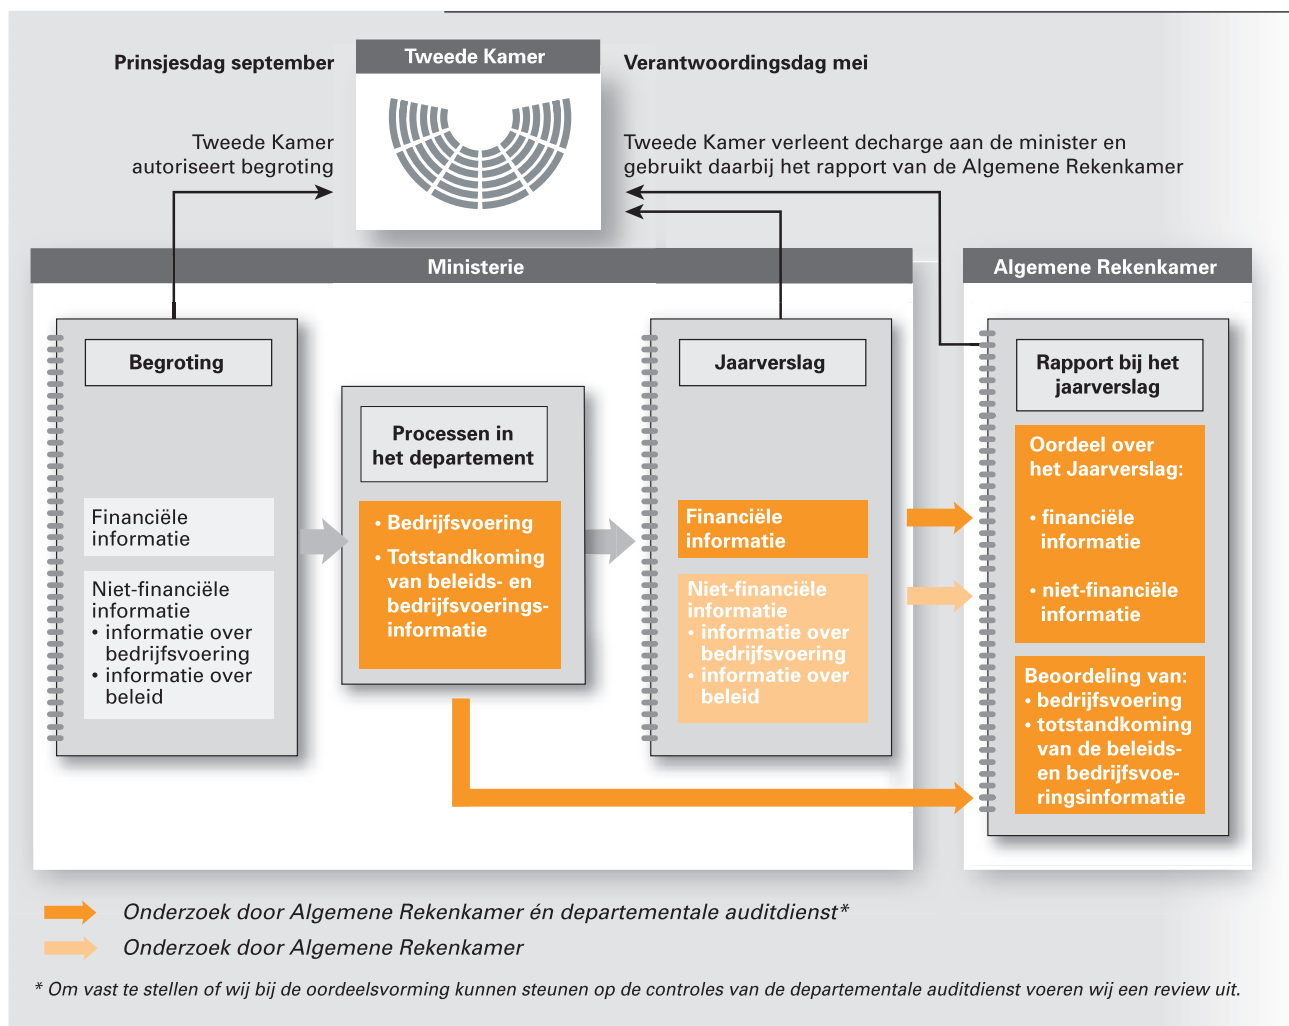 Prinsjesdag september
Tweede Kamer
Verantwoordingsdag mei
Tweede Kamer
autoriseert begroting
Tweede Kamer verleent decharge aan de minister en
gebruikt daarbij het rapport van de Algemene Rekenkamer
Ministerie
Algemene Rekenkamer
Begroting
Financiële
informatie
Niet-financiële
informatie
• informatie over
bedrijfsvoering
• informatie over
beleid
Processen in
het departement
• Bedrijfsvoering
• Totstandkoming
van beleids- en
bedrijfsvoerings-
informatie
Jaarverslag
Financiële
informatie
Niet-financiële
informatie
• informatie over
bedrijfsvoering
• informatie over
beleid
Rapport bij het
jaarverslag
Oordeel over
het Jaarverslag:
• financiële
informatie
• niet-financiële
informatie
Beoordeling van:
• bedrijfsvoering
• totstandkoming
van de beleids-
en bedrijfsvoe-
ringsinformatie
Onderzoek door Algemene Rekenkamer én departementale auditdienst*
Onderzoek door Algemene Rekenkamer
* Om vast te stellen of wij bij de oordeelsvorming kunnen steunen op de controles van de departementale auditdienst voeren wij een review uit.